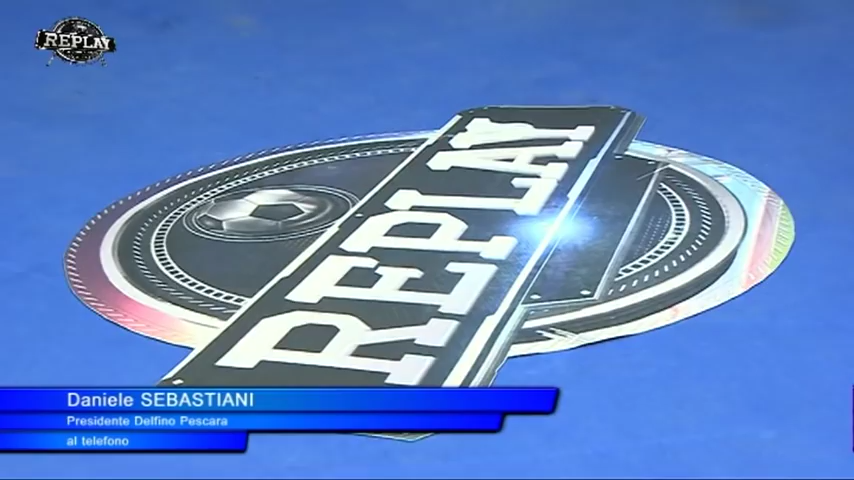 REPLAY
REPLAY
Daniele SEBASTIANI
Presidente Delfino Pescara
al telefono